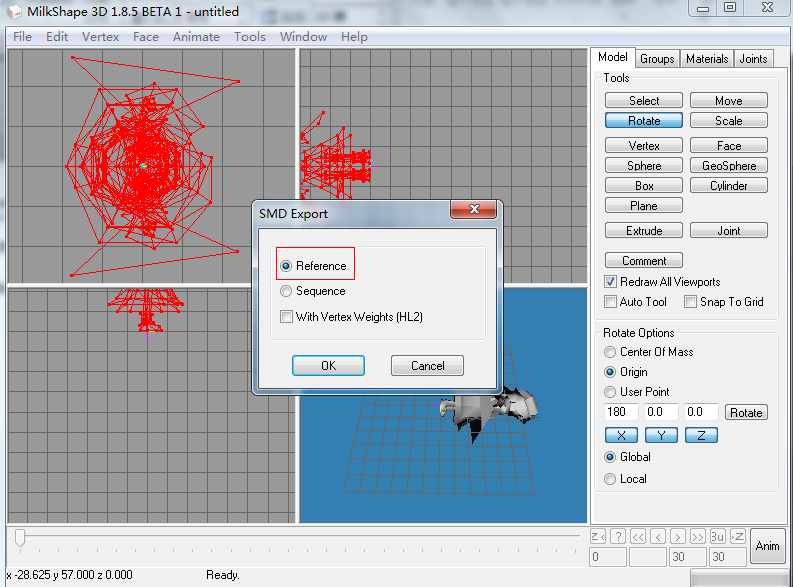 MilkShape 3D 1.8.5 BETA 1 - untitled
File Edit Vertex Face Animate Tools Window Help
Model Groups Materials Joints
Tools
Select Move
Rotate Scale
Vertex Face
Sphere GeoSphere
Box Cylinder
Plane
Extrude Joint
Comment
Redraw All Viewports
Auto Tool Snap To Grid
Rotate Options
Center Of Mass
Origin
User Point
180 0.0 0.0 Rotate
X Y Z
Global
Local
SMD Export
Reference
Sequence
With Vertex Weights (HL2)
OK Cancel
Z< ? << < > >> 3u >Z
0 30 30
Anim
x -28.625 y 57.000 z 0.000 Ready.